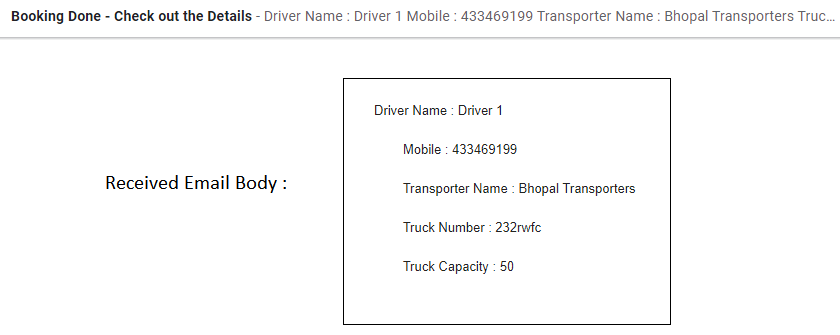 Booking Done - Check out the Details - Driver Name : Driver 1 Mobile : 433469199 Transporter Name : Bhopal Transporters Truc...
Driver Name : Driver 1
Mobile : 433469199
Received Email Body :
Transporter Name : Bhopal Transporters
Truck Number : 232rwfc
Truck Capacity : 50